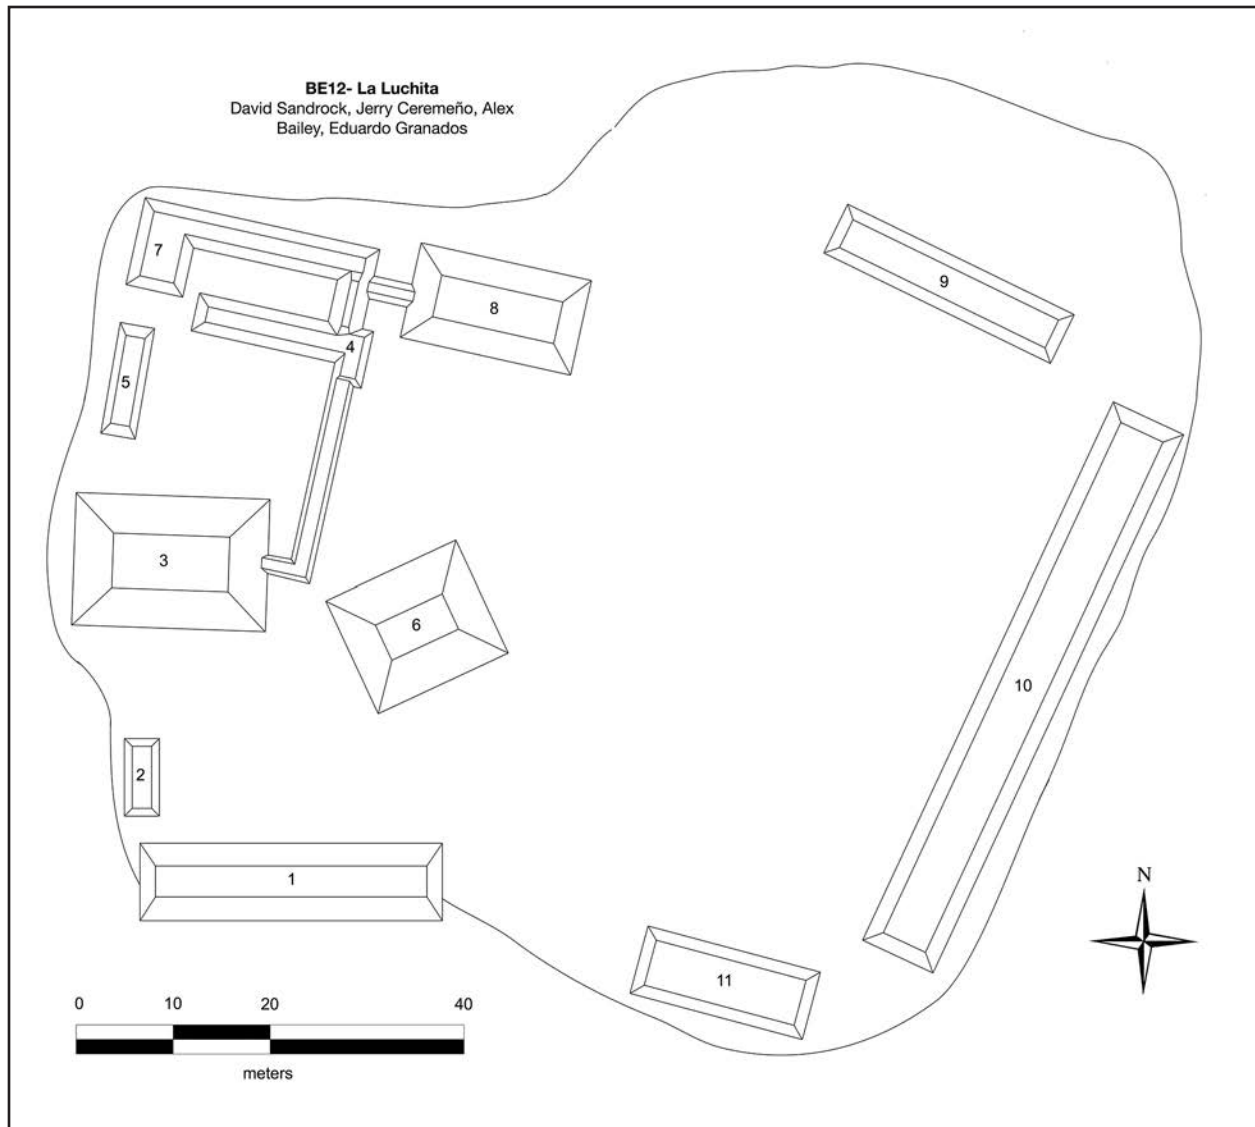 BE12- La Luchita
David Sandrock, Jerry Ceremeño, Alex
Bailey, Eduardo Granados
7
8
9
4
5
3
6
10
2
1
11
N
0 10 20 40
meters